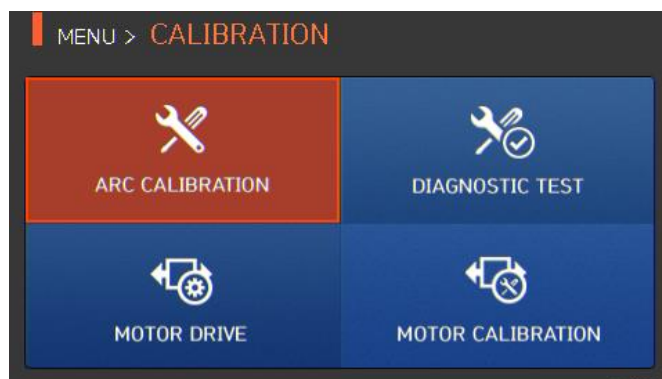 MENU > CALIBRATION
ARC CALIBRATION
DIAGNOSTIC TEST
MOTOR DRIVE
MOTOR CALIBRATION